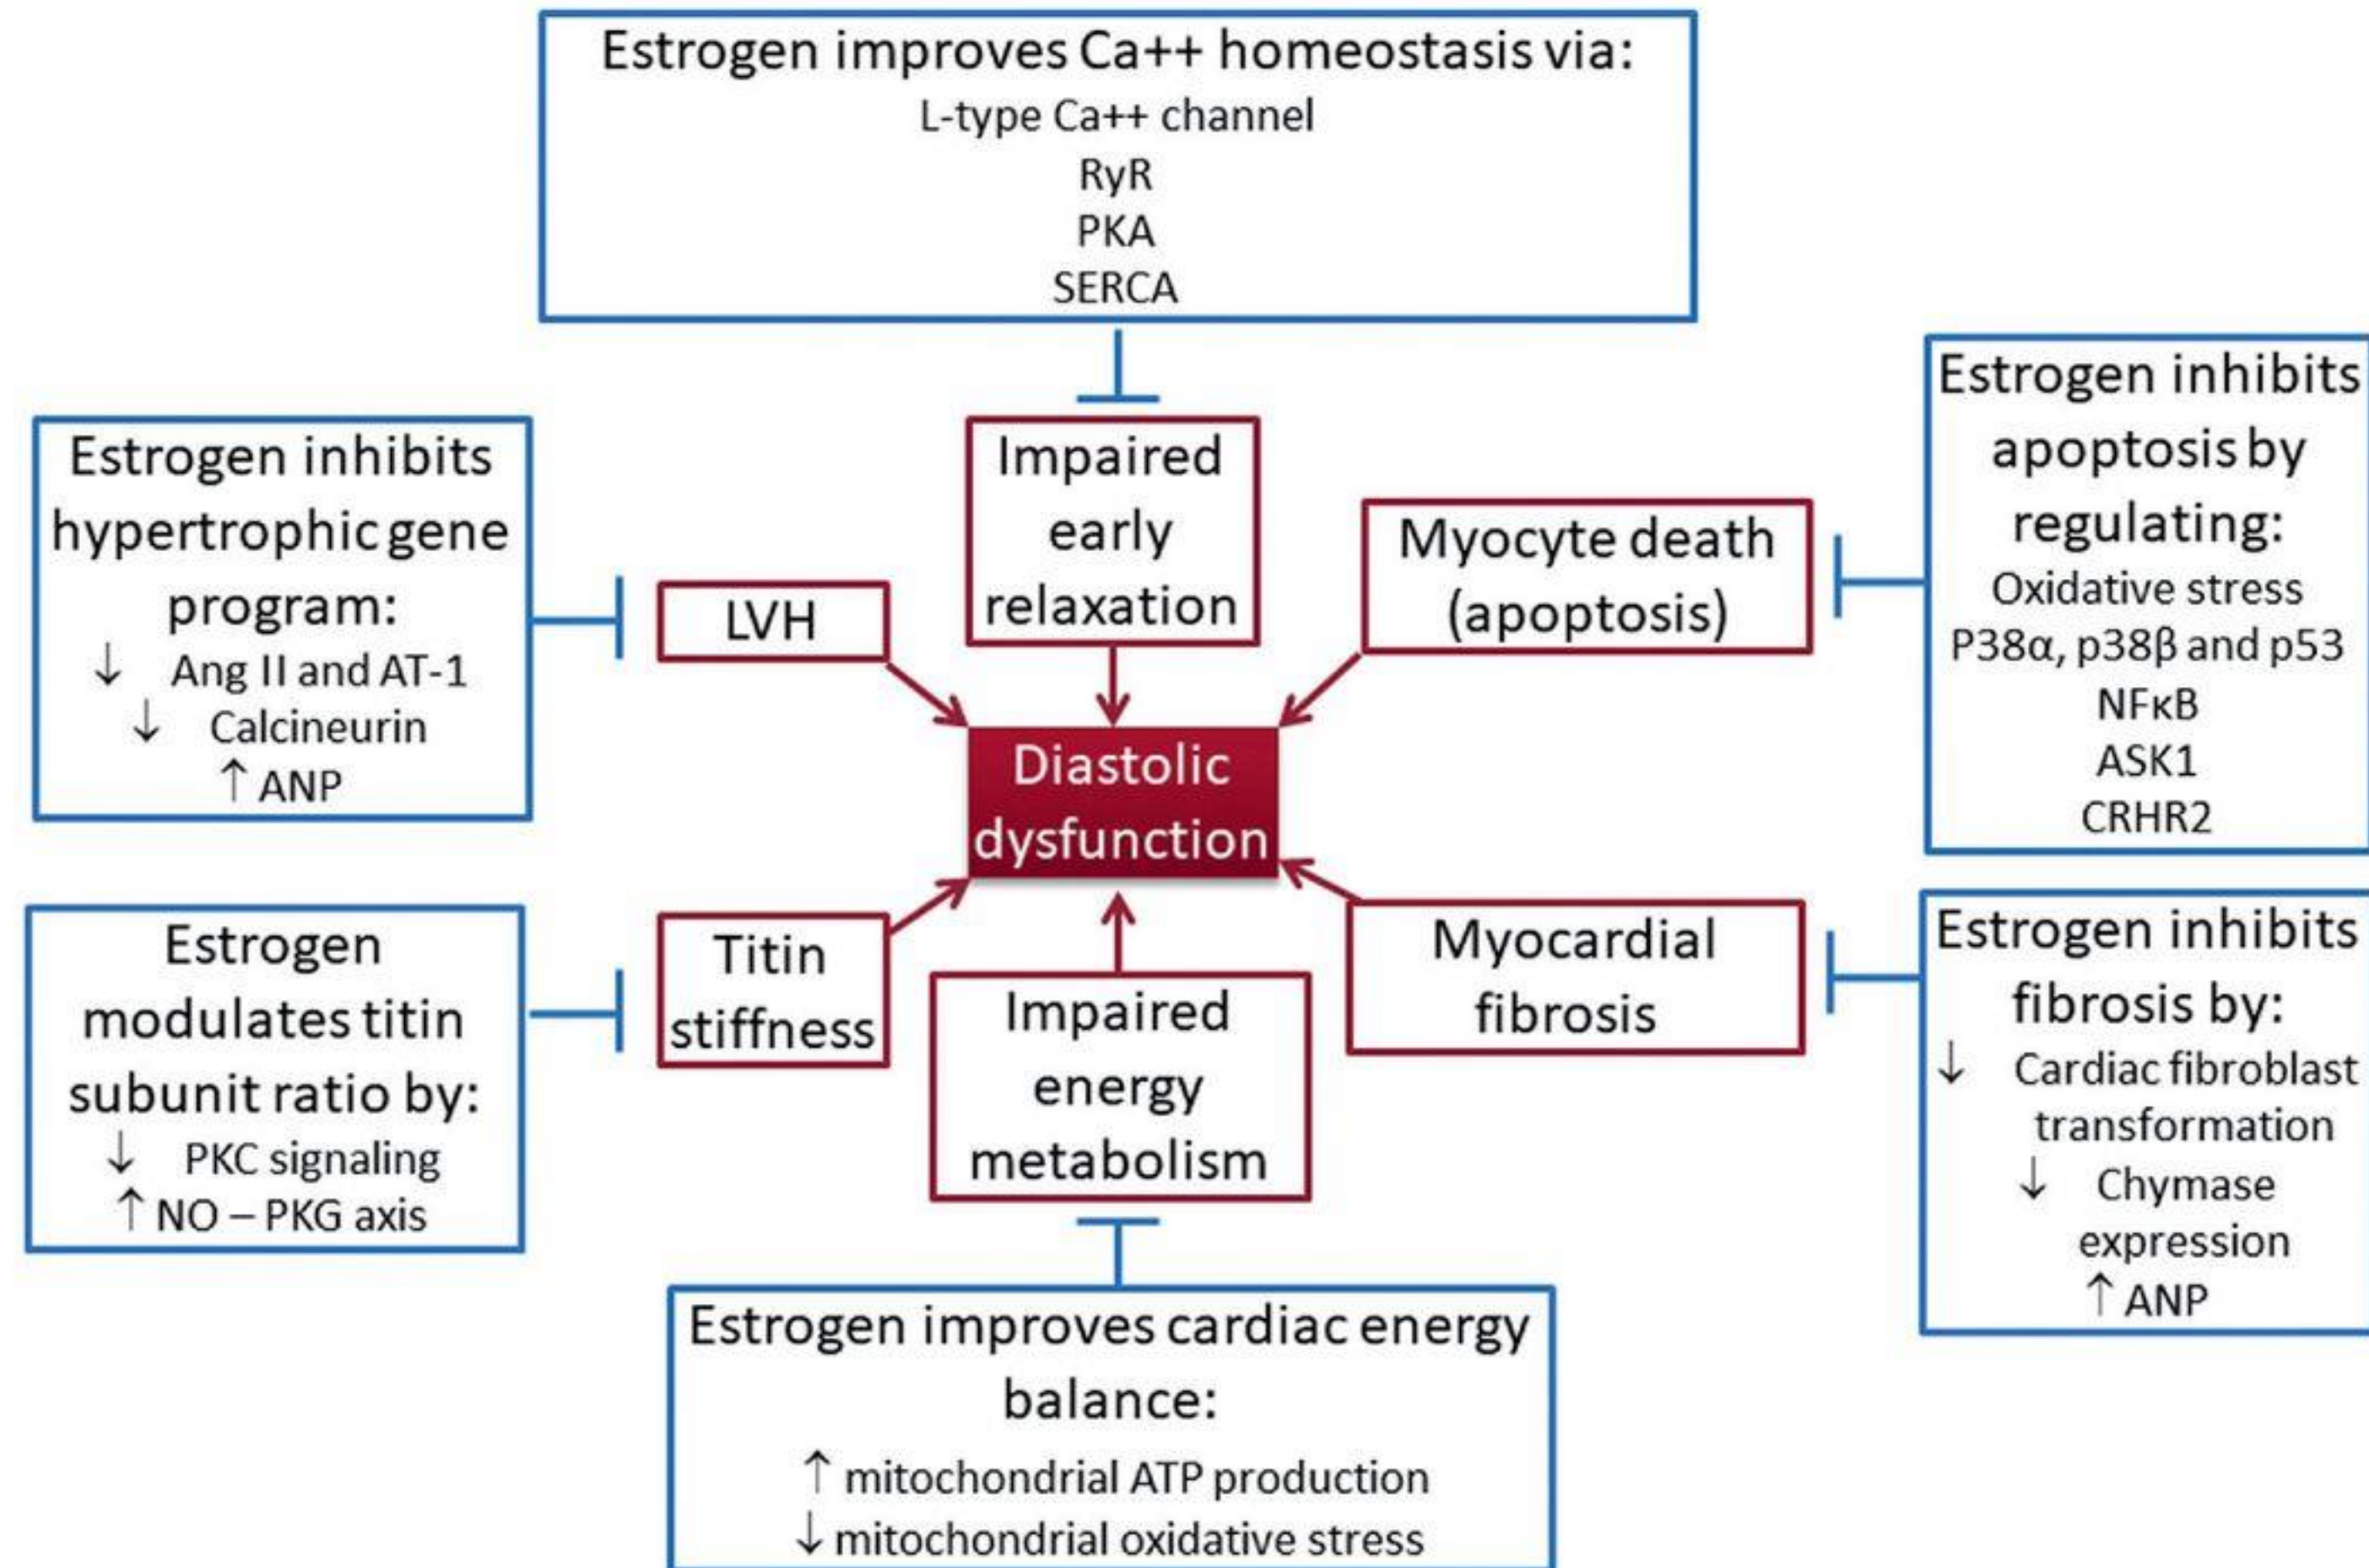 Estrogen improves Ca++ homeostasis via:
L-type Ca++ channel
RyR
PKA
SERCA
Estrogen inhibits
hypertrophic gene
program:
↓ Ang II and AT-1
↓ Calcineurin
↑ ANP
LVH
Impaired
early
relaxation
Myocyte death
(apoptosis)
Estrogen inhibits
apoptosis by
regulating:
Oxidative stress
P38α, p38β and p53
NFκB
ASK1
CRHR2
Diastolic
dysfunction
Estrogen
modulates titin
subunit ratio by:
↓ PKC signaling
↑ NO – PKG axis
Titin
stiffness
Impaired
energy
metabolism
Myocardial
fibrosis
Estrogen inhibits
fibrosis by:
↓ Cardiac fibroblast
transformation
↓ Chymase
expression
↑ ANP
Estrogen improves cardiac energy
balance:
↑ mitochondrial ATP production
↓ mitochondrial oxidative stress